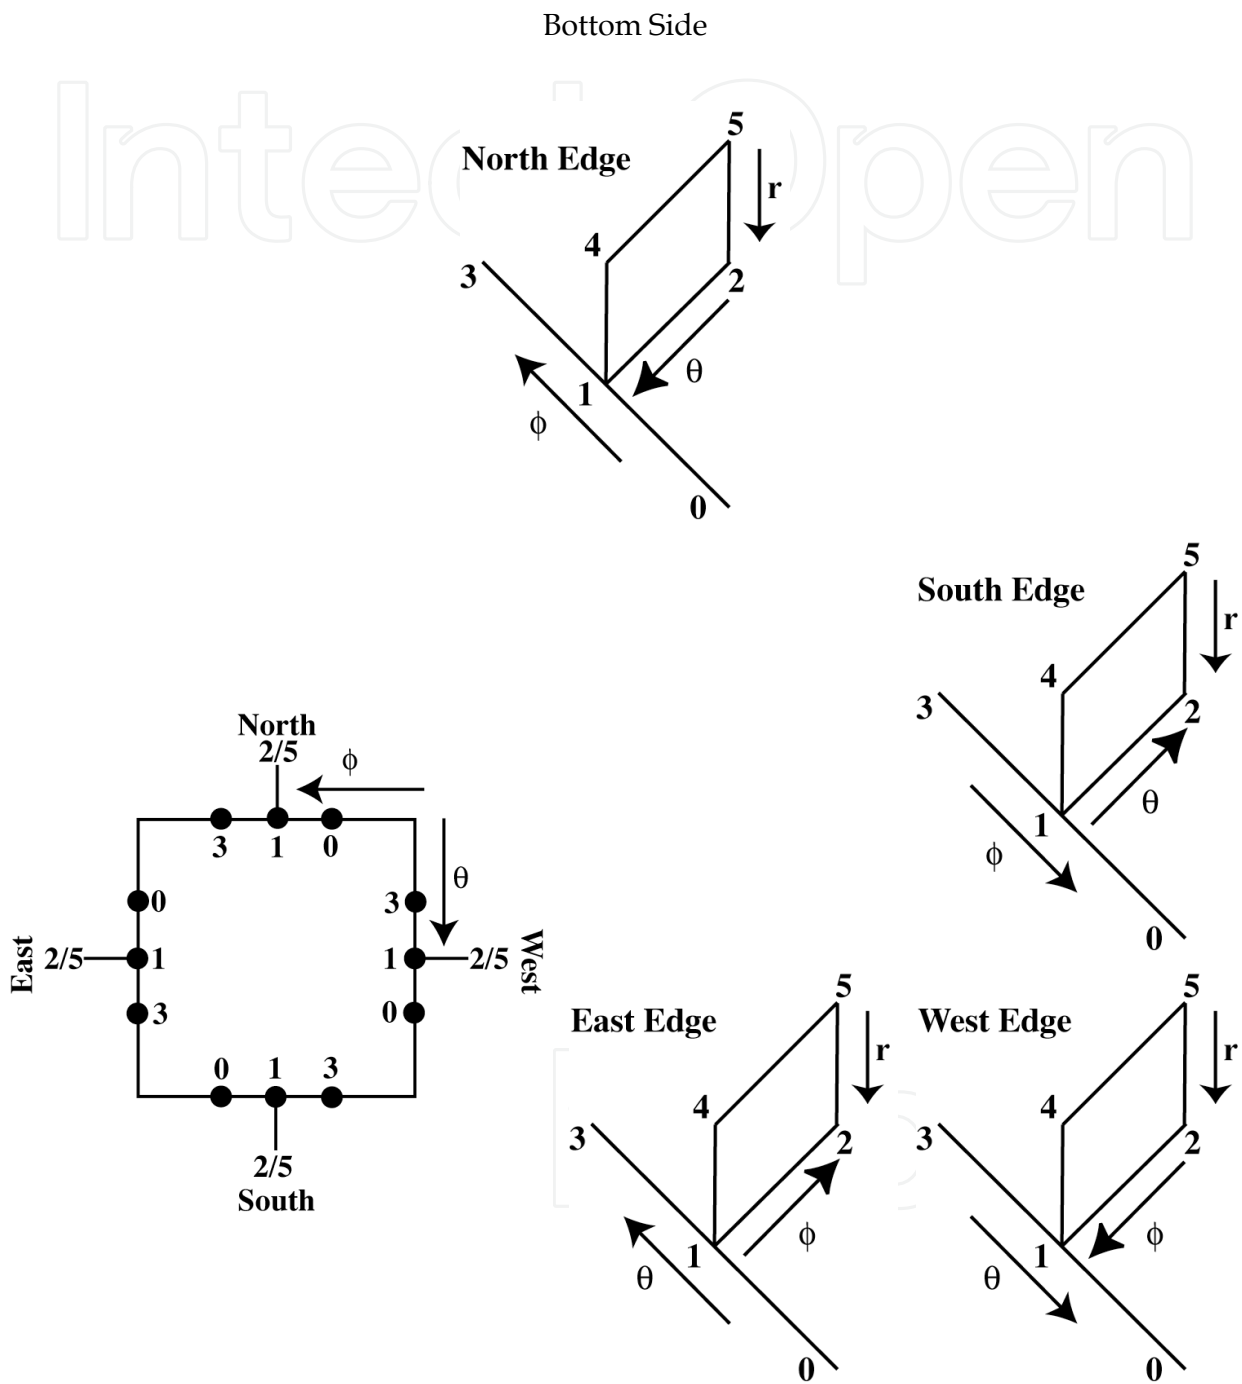 Bottom Side
IntechOpen
North Edge
5
r
4
3
2
θ
1
ϕ
0
South Edge
5
r
4
3
2
θ
1
ϕ
0
North
2/5
ϕ
3 1 0
θ
0
3
East
2/5
1
1
2/5
West
3
0
0 1 3
2/5
South
East Edge
5
r
4
3
2
ϕ
1
θ
0
West Edge
5
r
4
3
2
ϕ
1
θ
0